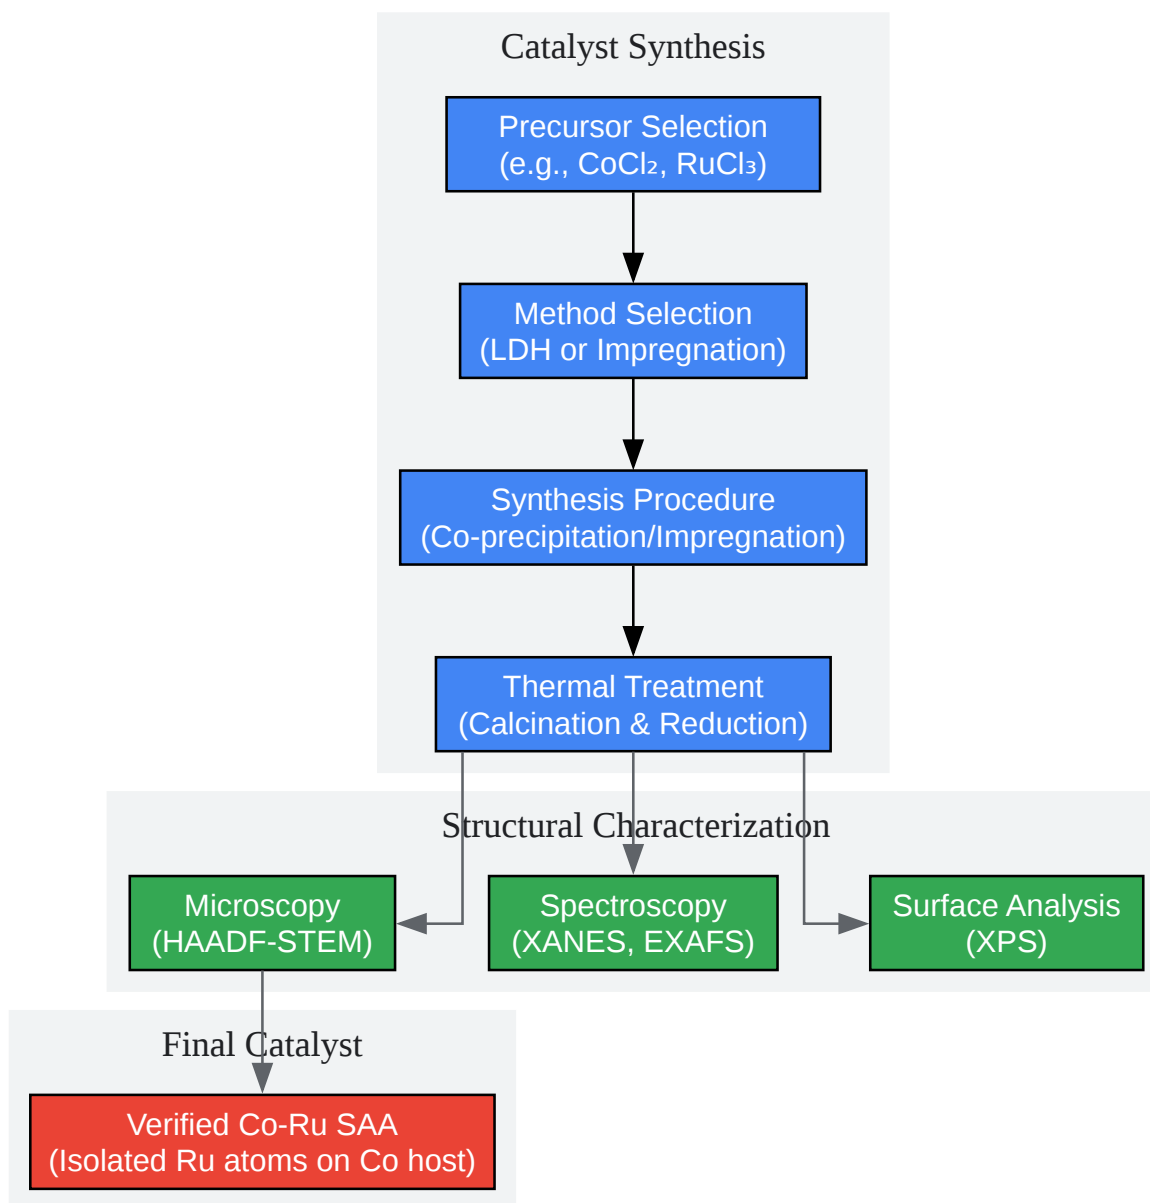 Catalyst Synthesis
Precursor Selection
(e.g., CoCl₂, RuCl₃)
Method Selection
(LDH or Impregnation)
Synthesis Procedure
(Co-precipitation/Impregnation)
Thermal Treatment
(Calcination & Reduction)
Structural Characterization
Microscopy
(HAADF-STEM)
Spectroscopy
(XANES, EXAFS)
Surface Analysis
(XPS)
Final Catalyst
Verified Co-Ru SAA
(Isolated Ru atoms on Co host)